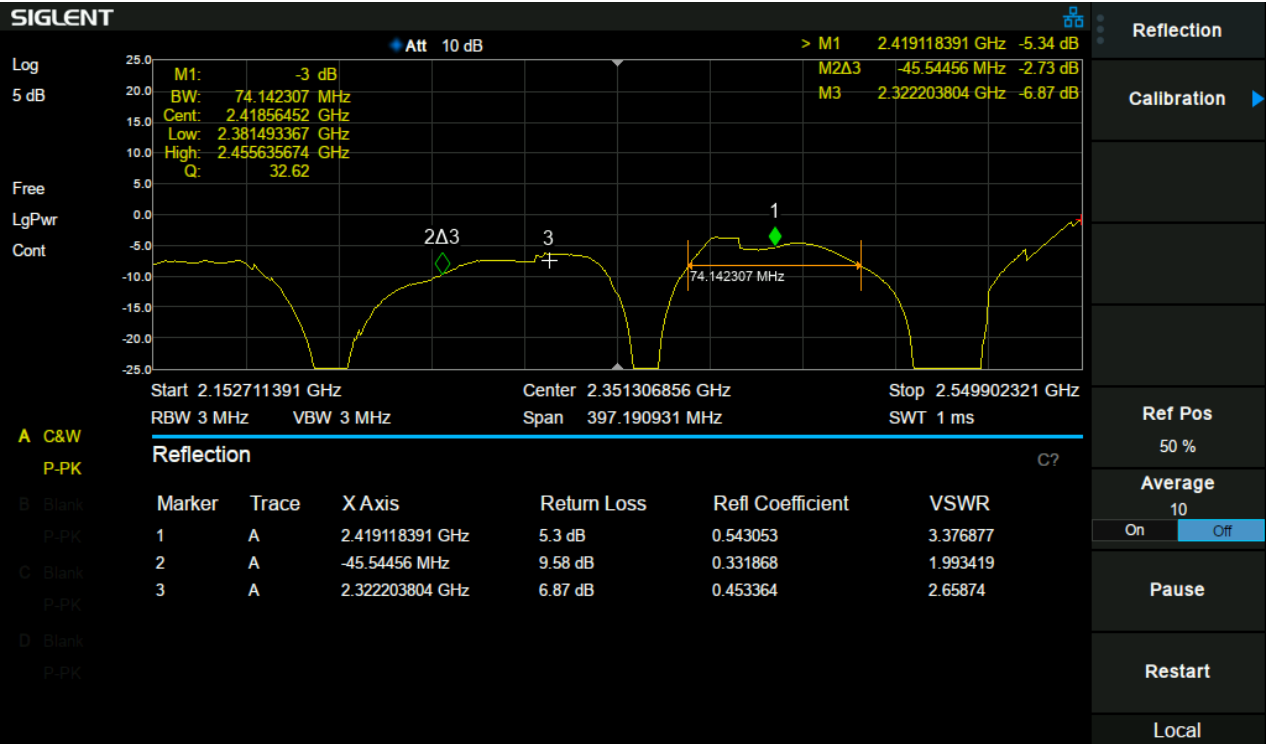 SIGLENT
Att 10 dB
> M1 2.419118391 GHz -5.34 dB
M2Δ3 -45.54456 MHz -2.73 dB
M3 2.322203804 GHz -6.87 dB
Log
5 dB
Free
LgPwr
Cont
25.0
20.0
15.0
10.0
5.0
0.0
-5.0
-10.0
-15.0
-20.0
-25.0
M1: -3 dB
BW: 74.142307 MHz
Cent: 2.41856452 GHz
Low: 2.381493367 GHz
High: 2.455635674 GHz
Q: 32.62
2Δ3
3
1
74.142307 MHz
Start 2.152711391 GHz Center 2.351306856 GHz Stop 2.549902321 GHz
RBW 3 MHz VBW 3 MHz Span 397.190931 MHz SWT 1 ms
A C&W
P-PK
B Blank
P-PK
C Blank
P-PK
D Blank
P-PK
Reflection
C?
Marker Trace X Axis Return Loss Refl Coefficient VSWR
1 A 2.419118391 GHz 5.3 dB 0.543053 3.376877
2 A -45.54456 MHz 9.58 dB 0.331868 1.993419
3 A 2.322203804 GHz 6.87 dB 0.453364 2.65874
Reflection
Calibration
Ref Pos
50 %
Average
10
On Off
Pause
Restart
Local